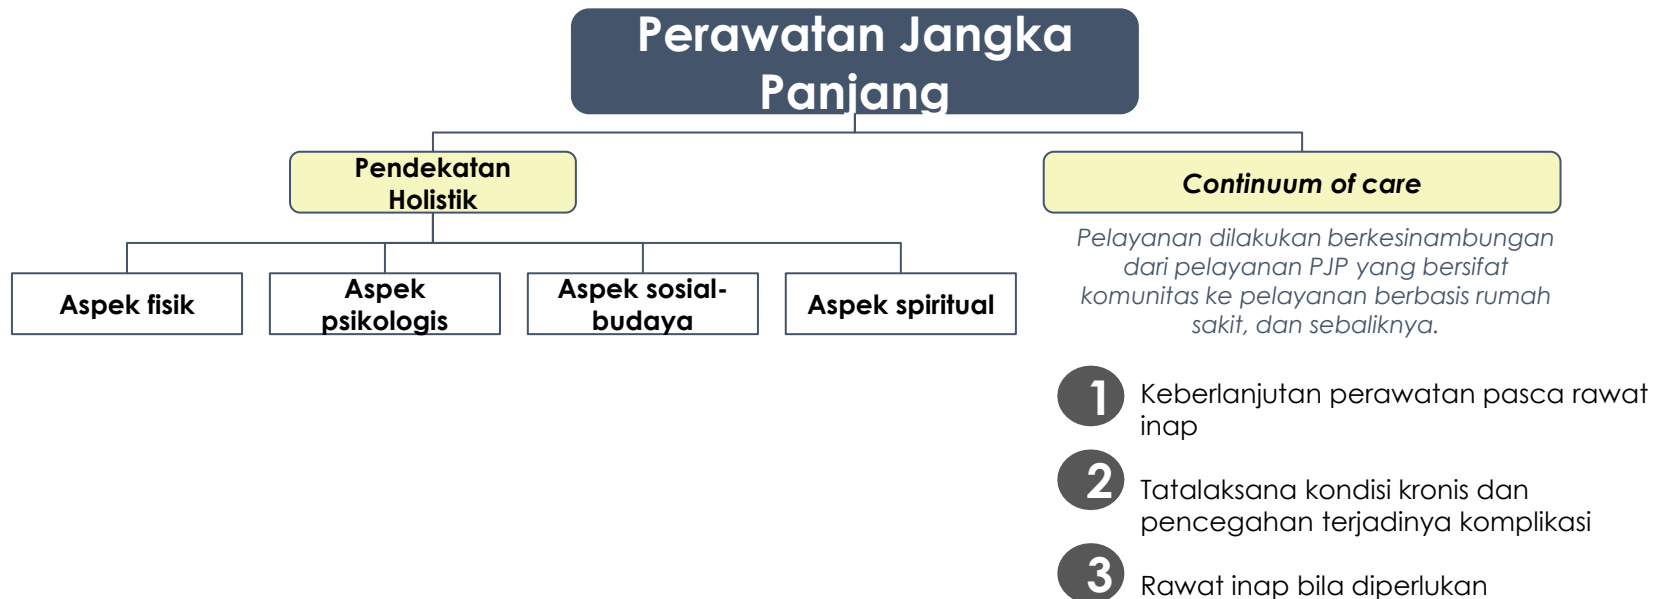 Perawatan Jangka
Panjang
Pendekatan
Holistik
Continuum of care
Pelayanan dilakukan berkesinambungan
dari pelayanan PJP yang bersifat
komunitas ke pelayanan berbasis rumah
sakit, dan sebaliknya.
Aspek fisik
Aspek
psikologis
Aspek sosial-
budaya
Aspek spiritual
1
Keberlanjutan perawatan pasca rawat
inap
2
Tatalaksana kondisi kronis dan
pencegahan terjadinya komplikasi
3
Rawat inap bila diperlukan